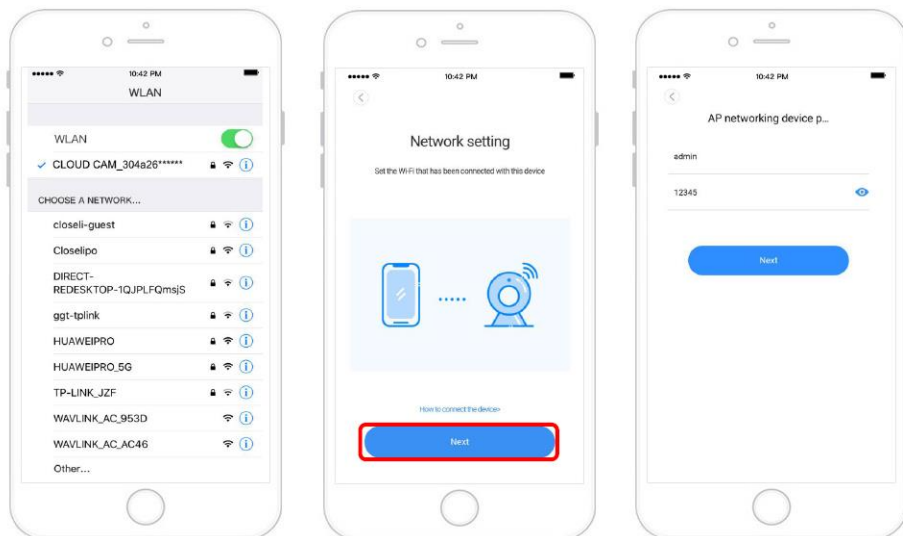 10:42 PM
WLAN
WLAN
CLOUD CAM_304a26******
CHOOSE A NETWORK...
closeli-guest
Closelipo
DIRECT-
REDESKTOP-1QJPLFQmsjS
ggt-tplink
HUAWEIPRO
HUAWEIPRO_5G
TP-LINK_JZF
WAVLINK_AC_953D
WAVLINK_AC_AC46
Other...
10:42 PM
Network setting
Set the Wi-Fi that has been connected with this device
How to connect the device>
Next
10:42 PM
AP networking device p...
admin
12345
Next